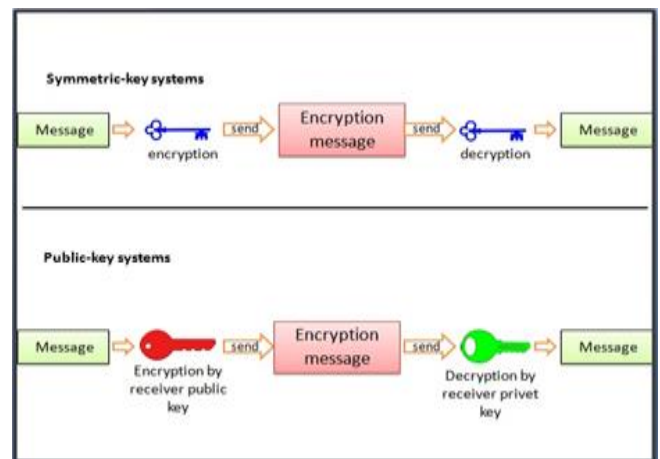 Symmetric-key systems
Message
send
Encryption
message
send
Message
encryption
decryption
Public-key systems
Message
send
Encryption
message
send
Message
Encryption by
receiver public
key
Decryption by
receiver privet
key